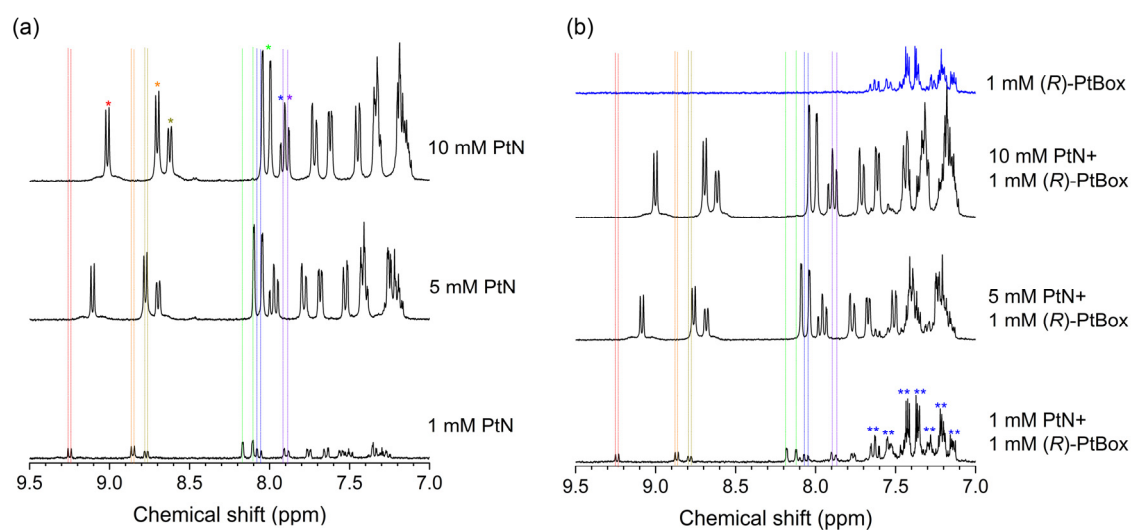 (a)
*
*
*
*
* *
10 mM PtN
5 mM PtN
1 mM PtN
9.5 9.0 8.5 8.0 7.5 7.0
Chemical shift (ppm)
(b)
1 mM (R)-PtBox
10 mM PtN+
1 mM (R)-PtBox
5 mM PtN+
1 mM (R)-PtBox
** ** ** ** ** ** **
1 mM PtN+
1 mM (R)-PtBox
9.5 9.0 8.5 8.0 7.5 7.0
Chemical shift (ppm)